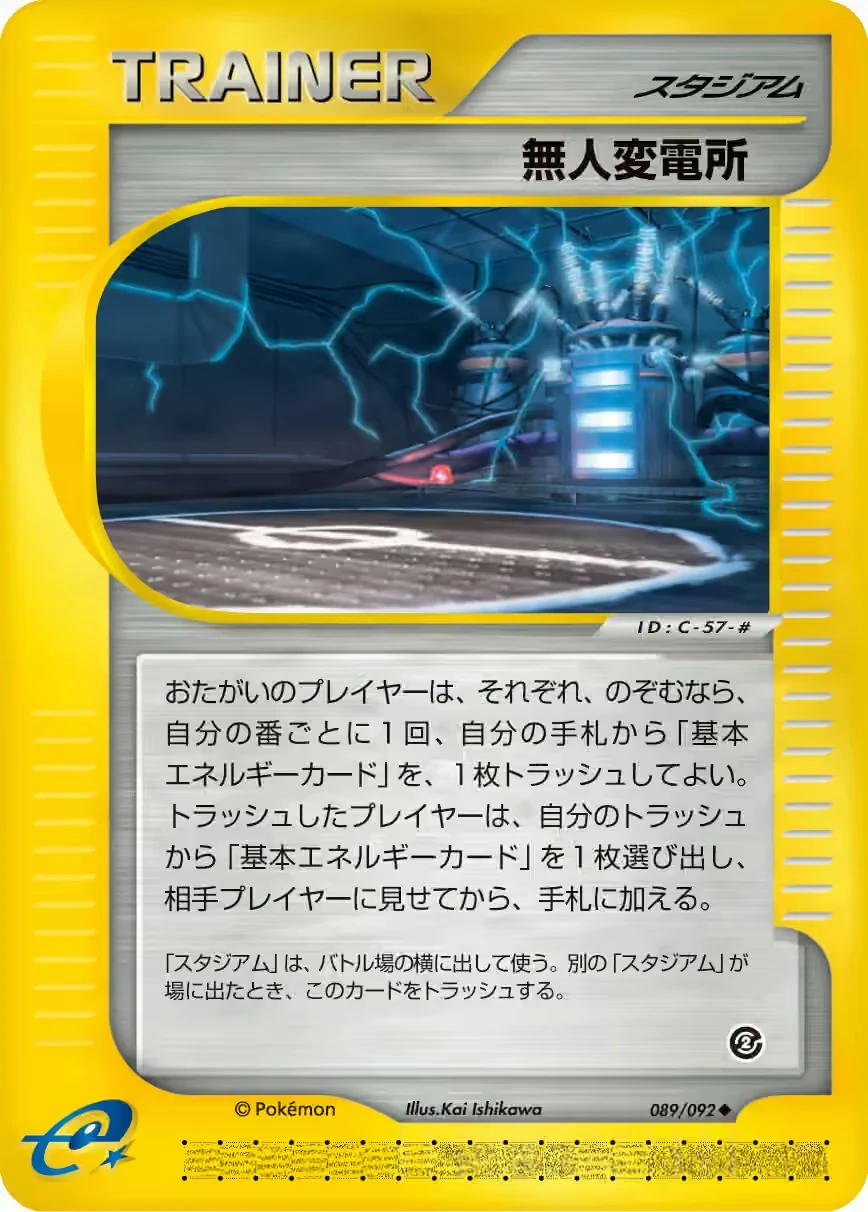 TRAINER
スタジアム
無人変電所
ID:C-57-#
おたがいのプレイヤーは、それぞれ、のぞむなら、
自分の番ごとに1回、自分の手札から「基本
エネルギーカード」を、1枚トラッシュしてよい。
トラッシュしたプレイヤーは、自分のトラッシュ
から「基本エネルギーカード」を1枚選び出し、
相手プレイヤーに見せてから、手札に加える。
「スタジアム」は、バトル場の横に出して使う。別の「スタジアム」が
場に出たとき、このカードをトラッシュする。
2
© Pokémon
Illus.Kai Ishikawa
089/092◆
e